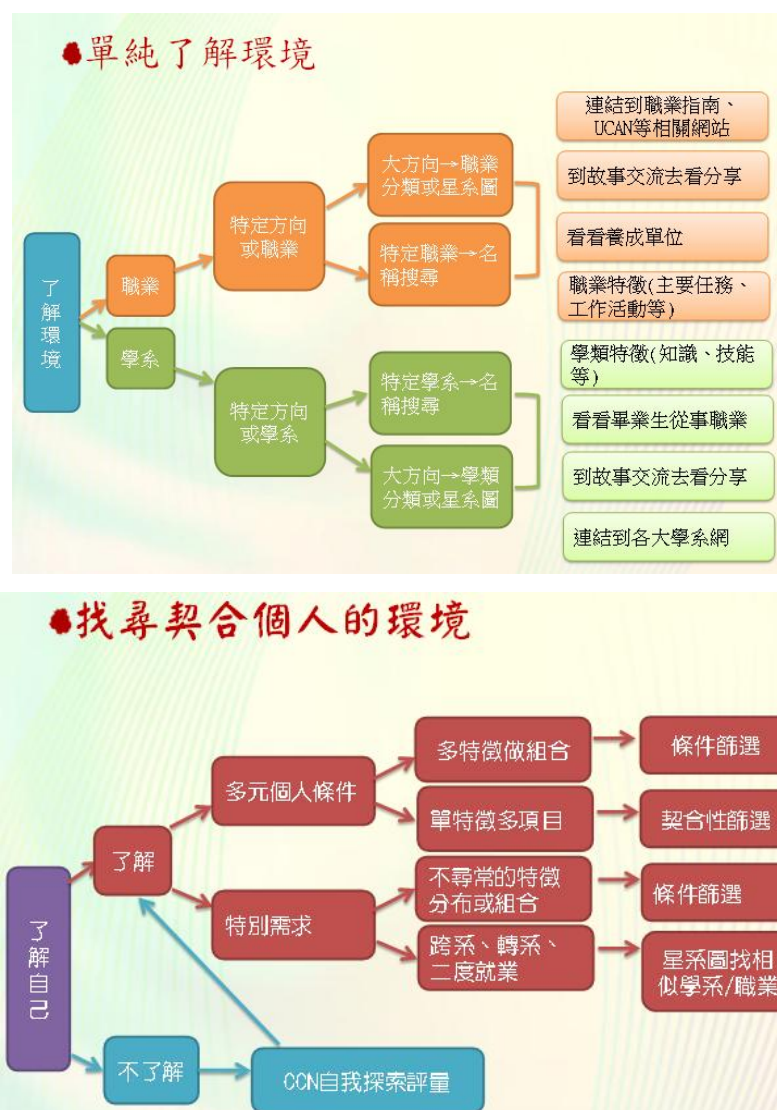 單純了解環境
連結到職業指南、
UCAN等相關網站
大方向→職業
分類或星系圖
到故事交流去看分享
特定方向
或職業
看看養成單位
特定職業→名
稱搜尋
職業
職業特徵(主要任務、
工作活動等)
了
解
環
境
學系
學類特徵(知識、技能
等)
特定學系→名
稱搜尋
特定方向
或學系
看看畢業生從事職業
大方向→學類
分類或星系圖
到故事交流去看分享
連結到各大學系網
找尋契合個人的環境
多特徵做組合
條件篩選
多元個人條件
單特徵多項目
契合性篩選
了解
不尋常的特徵
分布或組合
條件篩選
特別需求
跨系、轉系、
二度就業
星系圖找相
似學系/職業
了
解
自
己
不了解
CCN自我探索評量